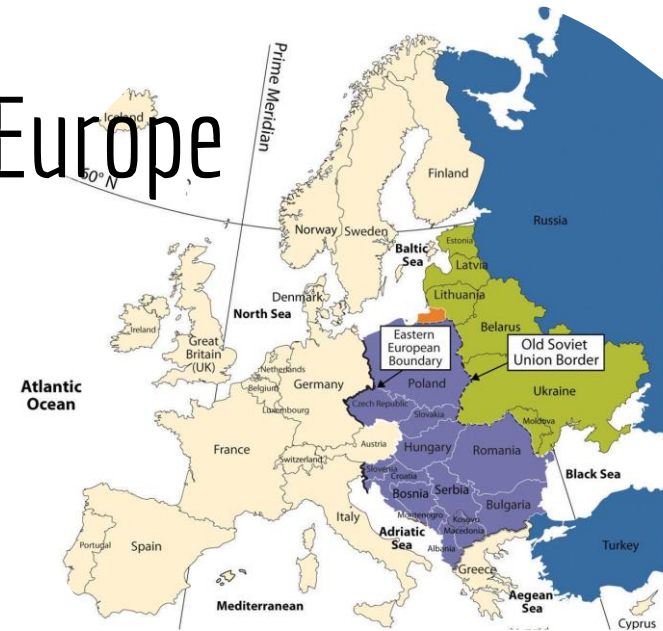 Europe
Iceland
Prime Meridian
60° N
Finland
Norway
Sweden
Russia
Estonia
Baltic
Sea
Latvia
Lithuania
Denmark
North Sea
Ireland
Great
Britain
(UK)
Belarus
Eastern
European
Boundary
Old Soviet
Union Border
Netherlands
Belgium
Germany
Poland
Ukraine
Atlantic
Ocean
Luxembourg
Czech Republic
Slovakia
Moldova
France
Austria
Switzerland
Hungary
Romania
Slovenia
Croatia
Black Sea
Bosnia
Serbia
Bulgaria
Italy
Montenegro
Kosovo
Macedonia
Adriatic
Sea
Albania
Portugal
Spain
Turkey
Greece
Aegean
Sea
Mediterranean
Cyprus